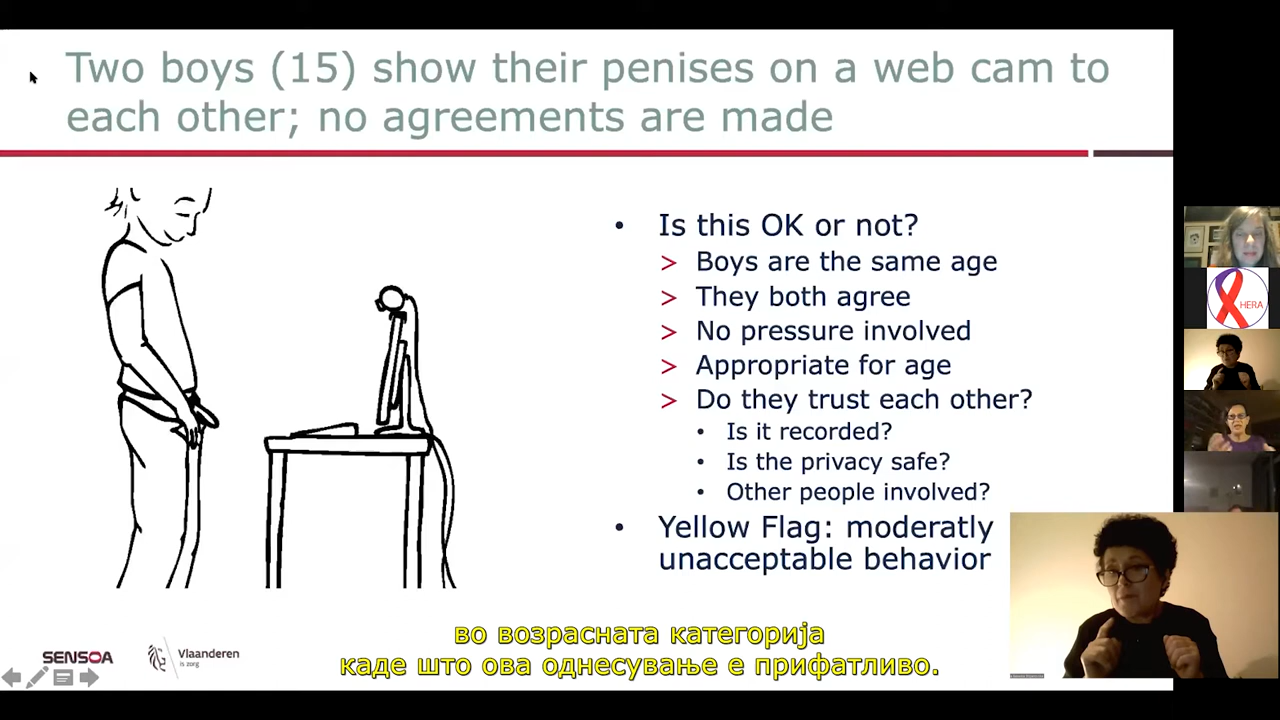 Two boys (15) show their penises on a web cam to
each other; no agreements are made
• Is this OK or not?
> Boys are the same age
> They both agree
> No pressure involved
> Appropriate for age
> Do they trust each other?
• Is it recorded?
• Is the privacy safe?
• Other people involved?
• Yellow Flag: moderatly
unacceptable behavior
HERA
SENSOA
Vlaanderen
is zorg
во возрасната категорија
каде што ова однесување е прифатливо.